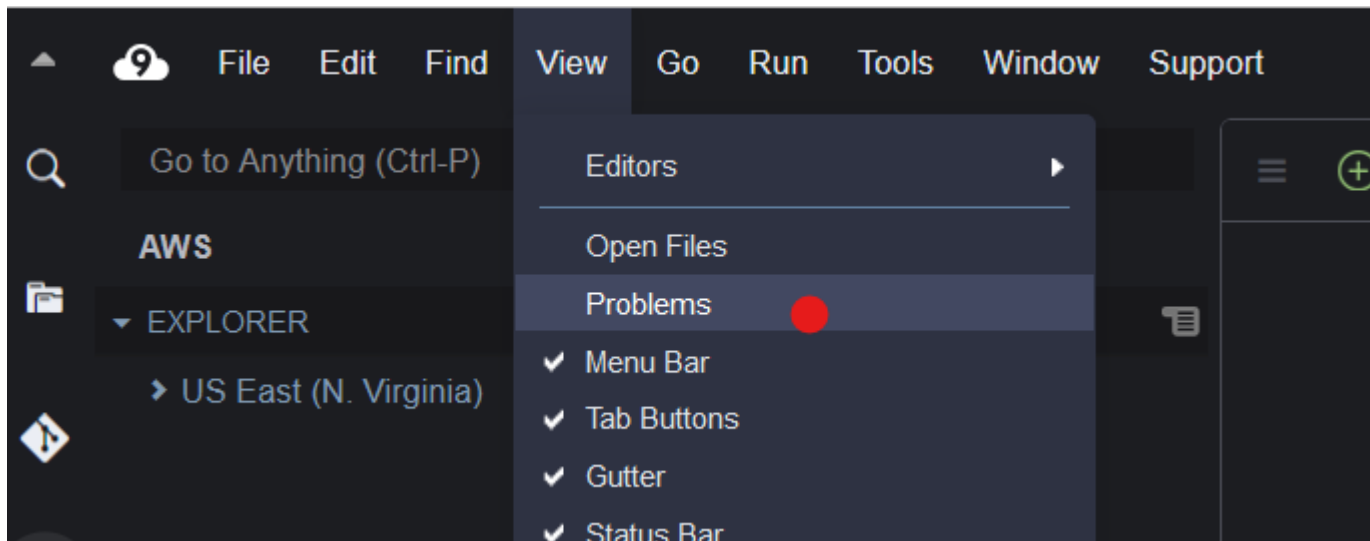 9 File Edit Find View Go Run Tools Window Support
Go to Anything (Ctrl-P)
AWS
EXPLORER
US East (N. Virginia)
Editors
Open Files
Problems
Menu Bar
Tab Buttons
Gutter
Status Bar